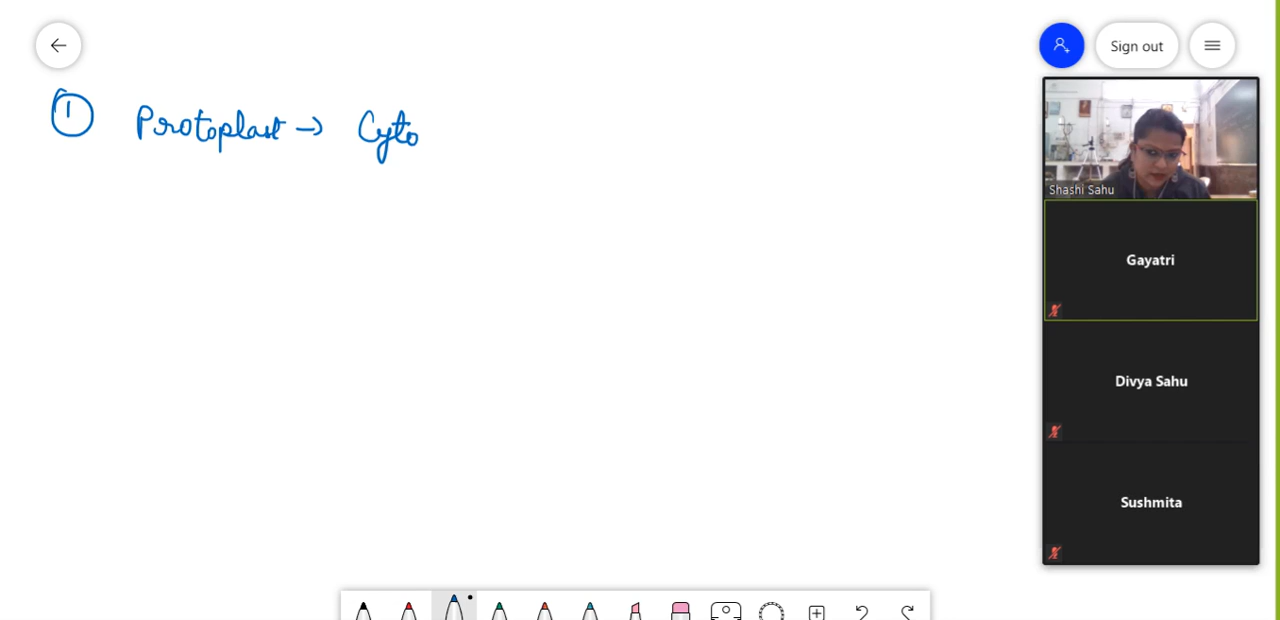 Sign out
① Protoplast → Cyto
Shashi Sahu
Gayatri
Divya Sahu
Sushmita